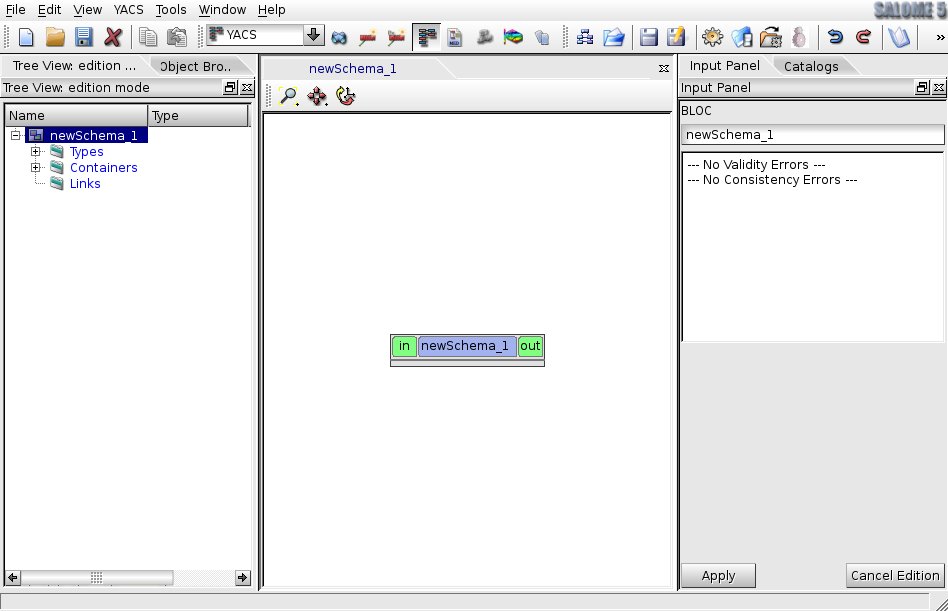 File Edit View YACS Tools Window Help
SALOME 5
YACS
»
Tree View: edition ...
Object Bro..
Tree View: edition mode
Name Type
newSchema_1
Types
Containers
Links
newSchema_1
in newSchema_1 out
Input Panel Catalogs
Input Panel
BLOC
newSchema_1
--- No Validity Errors ---
--- No Consistency Errors ---
Apply Cancel Edition